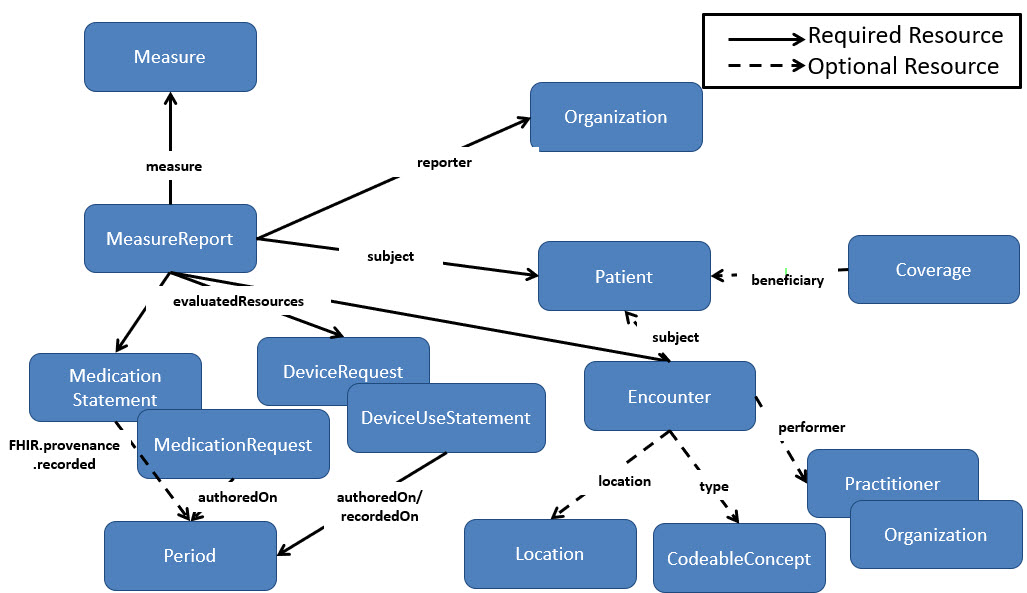 Required Resource
Optional Resource
Measure
Organization
measure
reporter
MeasureReport
subject
Patient
Coverage
beneficiary
evaluatedResources
subject
Medication
Statement
DeviceRequest
DeviceUseStatement
Encounter
MedicationRequest
FHIR.provenance
.recorded
performer
authoredOn
authoredOn/
recordedOn
location
type
Practitioner
Organization
Period
Location
CodeableConcept